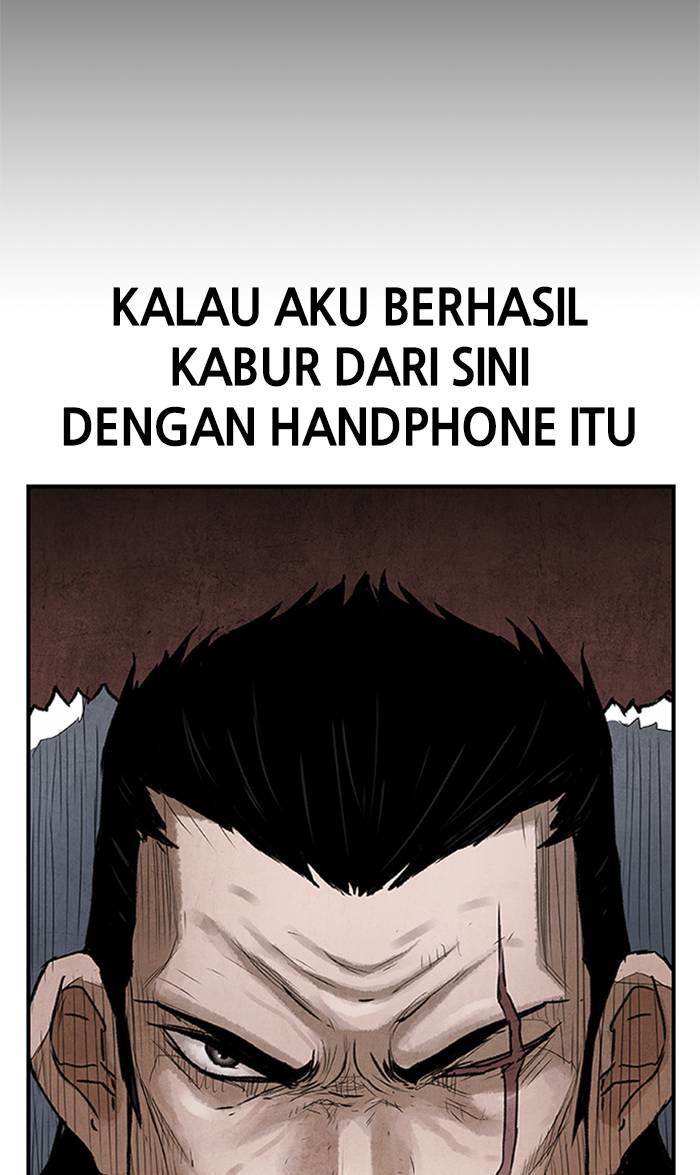 KALAU AKU BERHASIL
KABUR DARI SINI
DENGAN HANDPHONE ITU